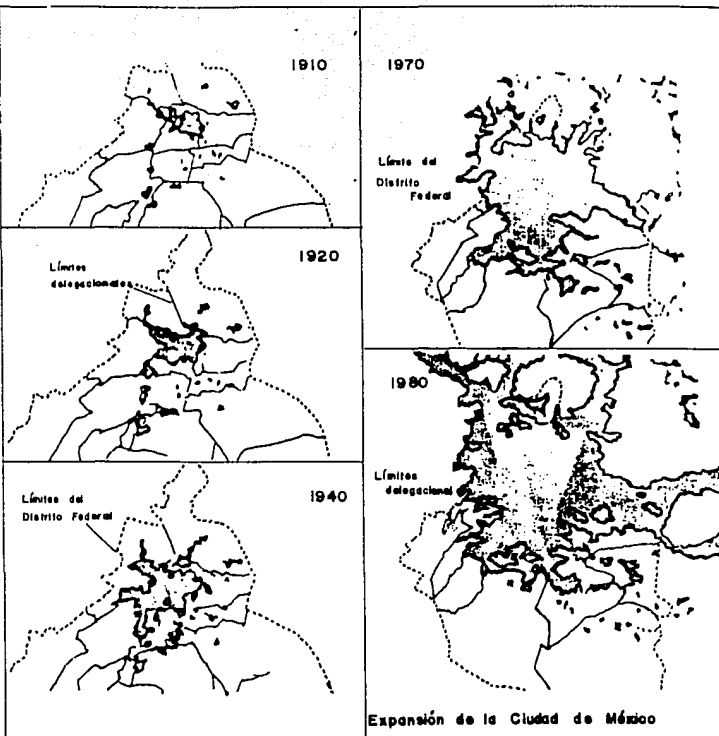 1910
1920
Límites
delegacionales
1940
Límites del
Distrito Federal
1970
Límite del
Distrito
Federal
1980
Límites
delegacional
Expansión de la Ciudad de México